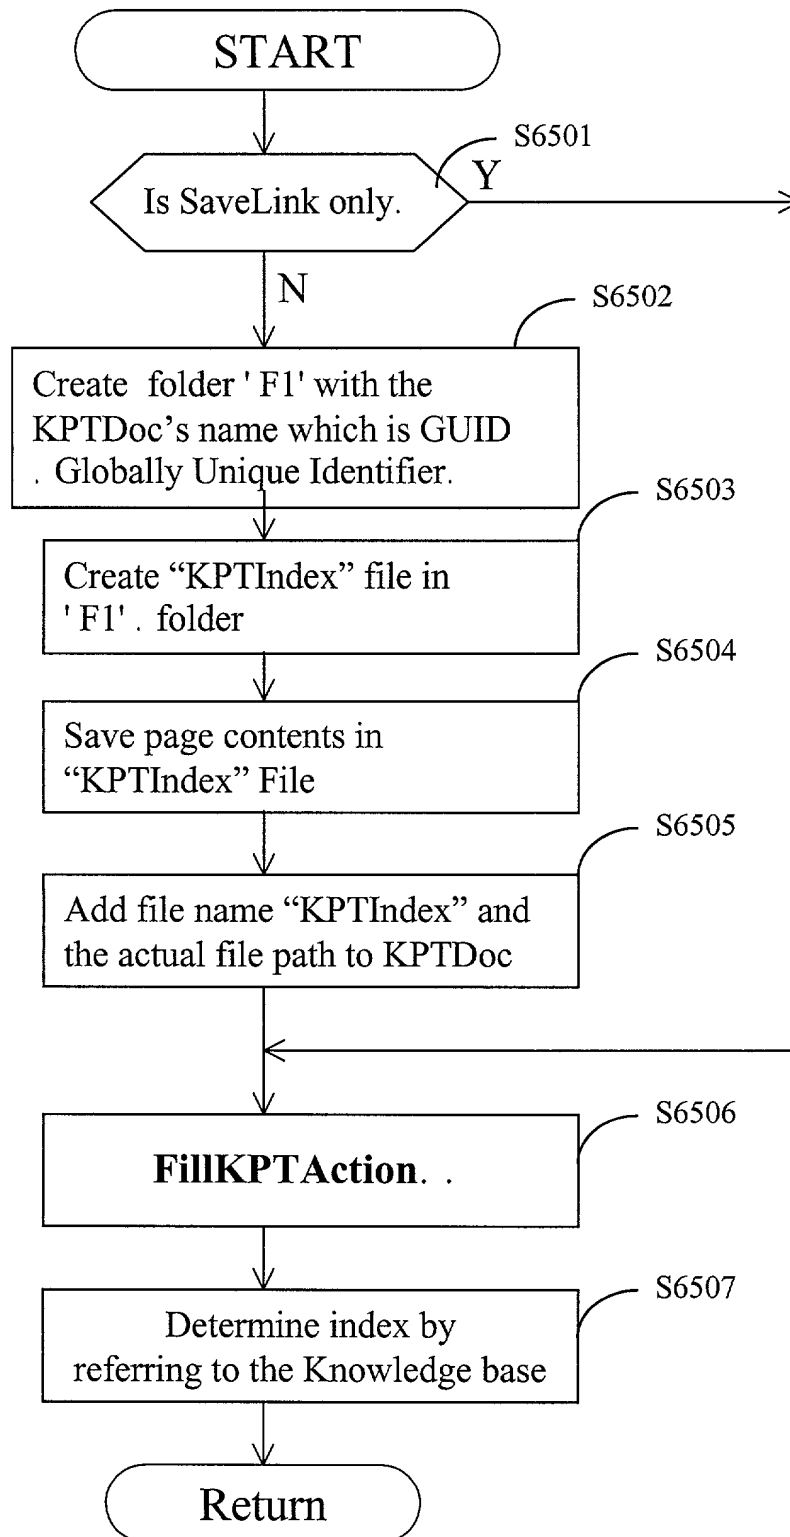 START
S6501
Y
Is SaveLink only.
N
S6502
Create folder ' F1' with the
KPTDoc’s name which is GUID
. Globally Unique Identifier.
S6503
Create “KPTIndex” file in
' F1' . folder
S6504
Save page contents in
“KPTIndex” File
S6505
Add file name “KPTIndex” and
the actual file path to KPTDoc
S6506
FillKPTAction. .
S6507
Determine index by
referring to the Knowledge base
Return